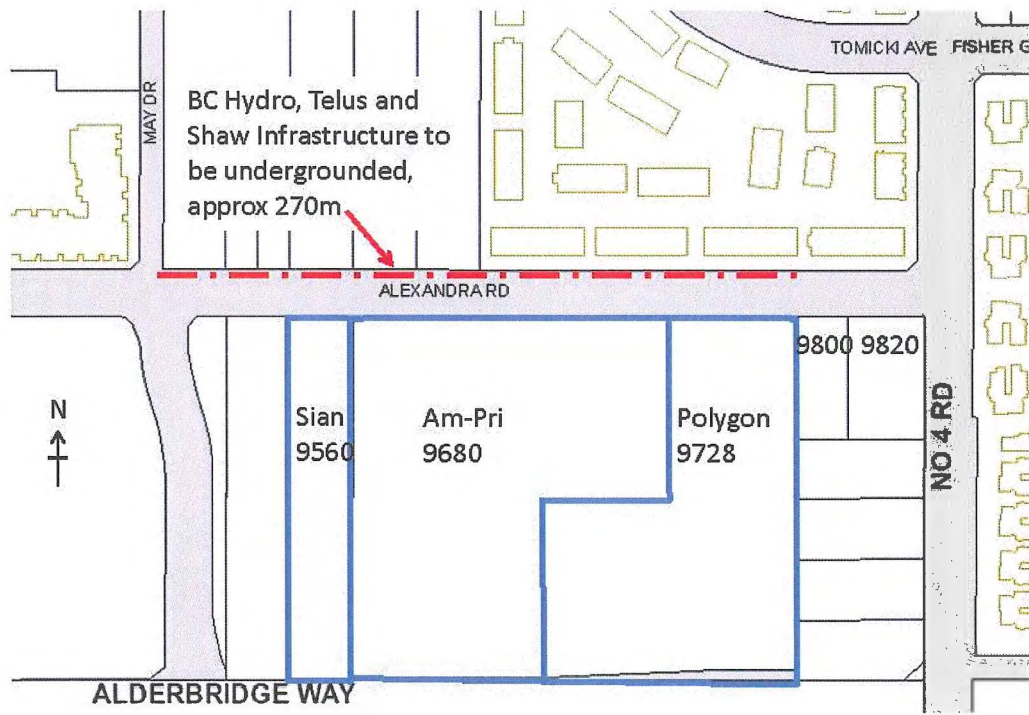 TOMICKI AVE FISHER G
MAY DR
BC Hydro, Telus and
Shaw Infrastructure to
be undergrounded,
approx 270m
ALEXANDRA RD
9800 9820
N
Sian
9560
Am-Pri
9680
Polygon
9728
NO 4 RD
ALDERBRIDGE WAY